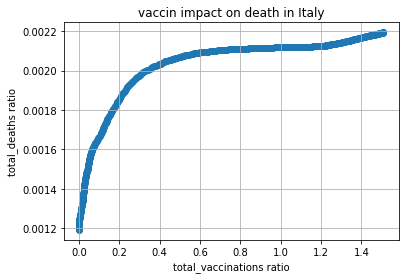 vaccin impact on death in Italy
total_deaths ratio
0.0022
0.0020
0.0018
0.0016
0.0014
0.0012
0.0 0.2 0.4 0.6 0.8 1.0 1.2 1.4
total_vaccinations ratio